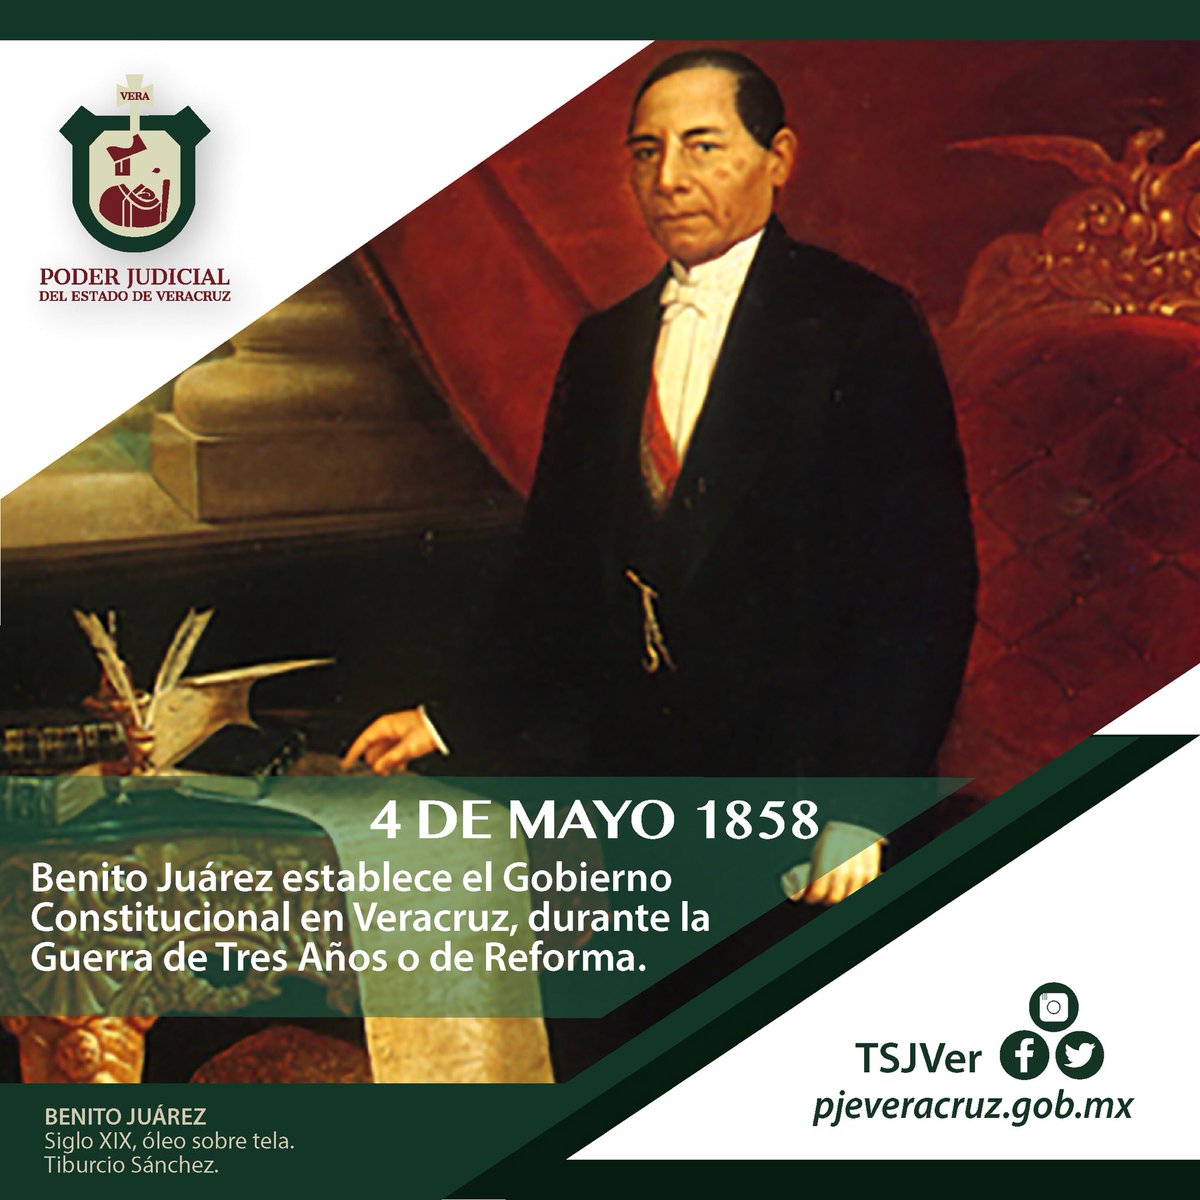 VERA
PODER JUDICIAL
DEL ESTADO DE VERACRUZ
4 DE MAYO 1858
Benito Juárez establece el Gobierno
Constitucional en Veracruz, durante la
Guerra de Tres Años o de Reforma.
TSJVer
pjeveracruz.gob.mx
BENITO JUÁREZ
Siglo XIX, óleo sobre tela.
Tiburcio Sánchez.